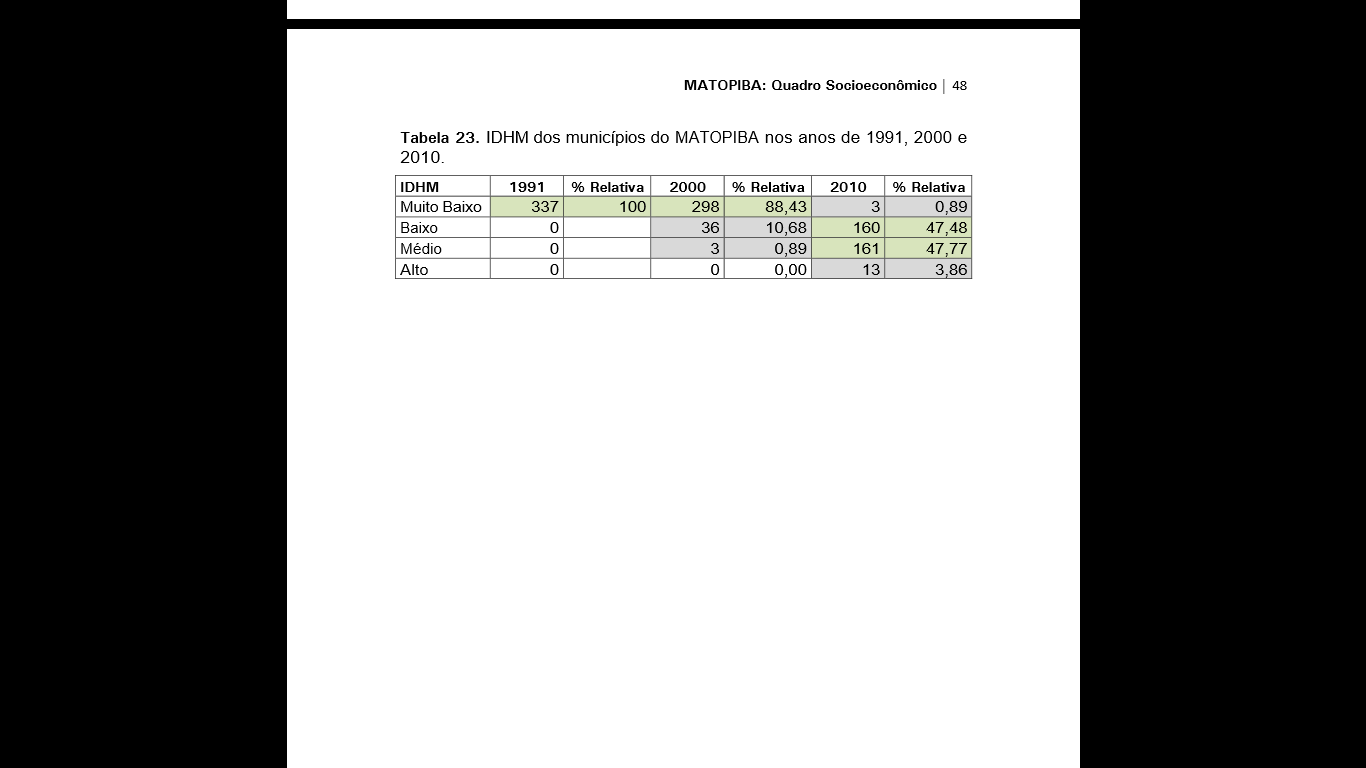 MATOPIBA: Quadro Socioeconômico | 48
Tabela 23. IDHM dos municípios do MATOPIBA nos anos de 1991, 2000 e
2010.
IDHM 1991 % Relativa 2000 % Relativa 2010 % Relativa
Muito Baixo 337 100 298 88,43 3 0,89
Baixo 0 36 10,68 160 47,48
Médio 0 3 0,89 161 47,77
Alto 0 0 0,00 13 3,86